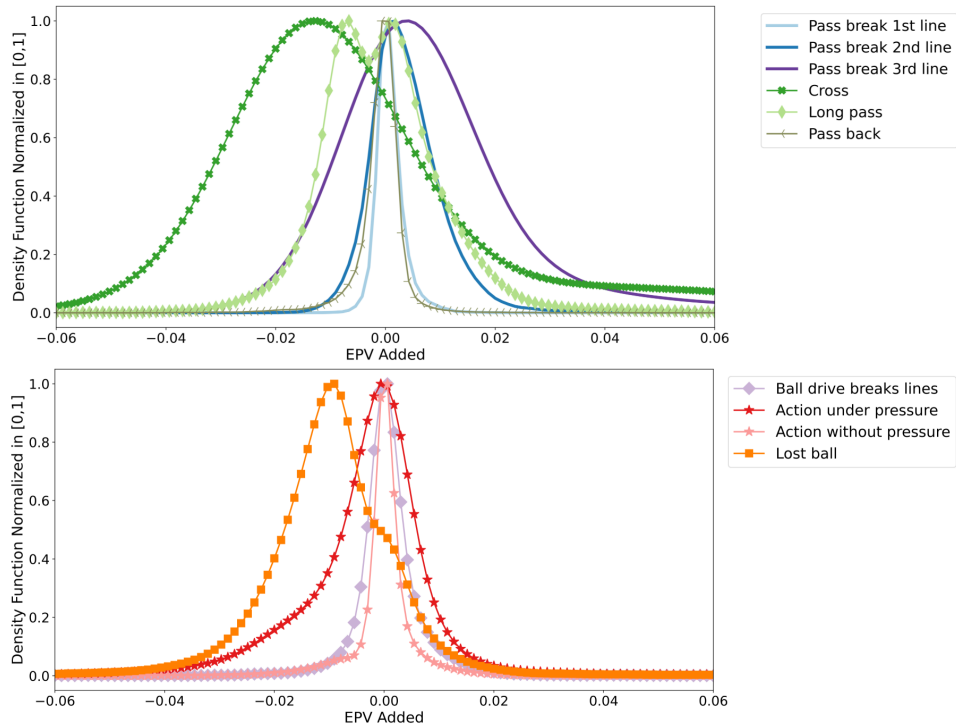 1.0
0.8
0.6
0.4
0.2
0.0
Density Function Normalized in [0,1]
−0.06 −0.04 −0.02 0.00 0.02 0.04 0.06
EPV Added
Pass break 1st line
Pass break 2nd line
Pass break 3rd line
Cross
Long pass
Pass back
1.0
0.8
0.6
0.4
0.2
0.0
Density Function Normalized in [0,1]
−0.06 −0.04 −0.02 0.00 0.02 0.04 0.06
EPV Added
Ball drive breaks lines
Action under pressure
Action without pressure
Lost ball